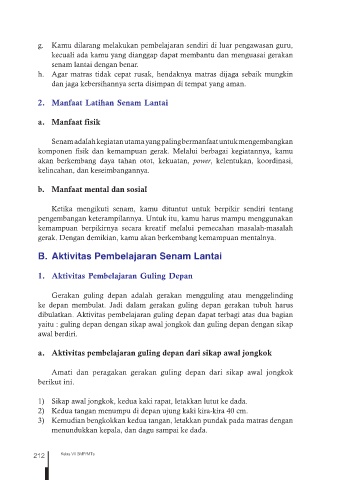 g. Kamu dilarang melakukan pembelajaran sendiri di luar pengawasan guru,
kecuali ada kamu yang dianggap dapat membantu dan menguasai gerakan
senam lantai dengan benar.
h. Agar matras tidak cepat rusak, hendaknya matras dijaga sebaik mungkin
dan jaga kebersihannya serta disimpan di tempat yang aman.
2. Manfaat Latihan Senam Lantai
a. Manfaat fisik
Senam adalah kegiatan utama yang paling bermanfaat untuk mengembangkan
komponen fisik dan kemampuan gerak. Melalui berbagai kegiatannya, kamu
akan berkembang daya tahan otot, kekuatan, power, kelentukan, koordinasi,
kelincahan, dan keseimbangannya.
b. Manfaat mental dan sosial
Ketika mengikuti senam, kamu dituntut untuk berpikir sendiri tentang
pengembangan keterampilannya. Untuk itu, kamu harus mampu menggunakan
kemampuan berpikirnya secara kreatif melalui pemecahan masalah-masalah
gerak. Dengan demikian, kamu akan berkembang kemampuan mentalnya.
B. Aktivitas Pembelajaran Senam Lantai
1. Aktivitas Pembelajaran Guling Depan
Gerakan guling depan adalah gerakan mengguling atau menggelinding
ke depan membulat. Jadi dalam gerakan guling depan gerakan tubuh harus
dibulatkan. Aktivitas pembelajaran guling depan dapat terbagi atas dua bagian
yaitu : guling depan dengan sikap awal jongkok dan guling depan dengan sikap
awal berdiri.
a. Aktivitas pembelajaran guling depan dari sikap awal jongkok
Amati dan peragakan gerakan guling depan dari sikap awal jongkok
berikut ini.
1) Sikap awal jongkok, kedua kaki rapat, letakkan lutut ke dada.
2) Kedua tangan menumpu di depan ujung kaki kira-kira 40 cm.
3) Kemudian bengkokkan kedua tangan, letakkan pundak pada matras dengan
menundukkan kepala, dan dagu sampai ke dada.
212 Kelas VII SMP/MTs